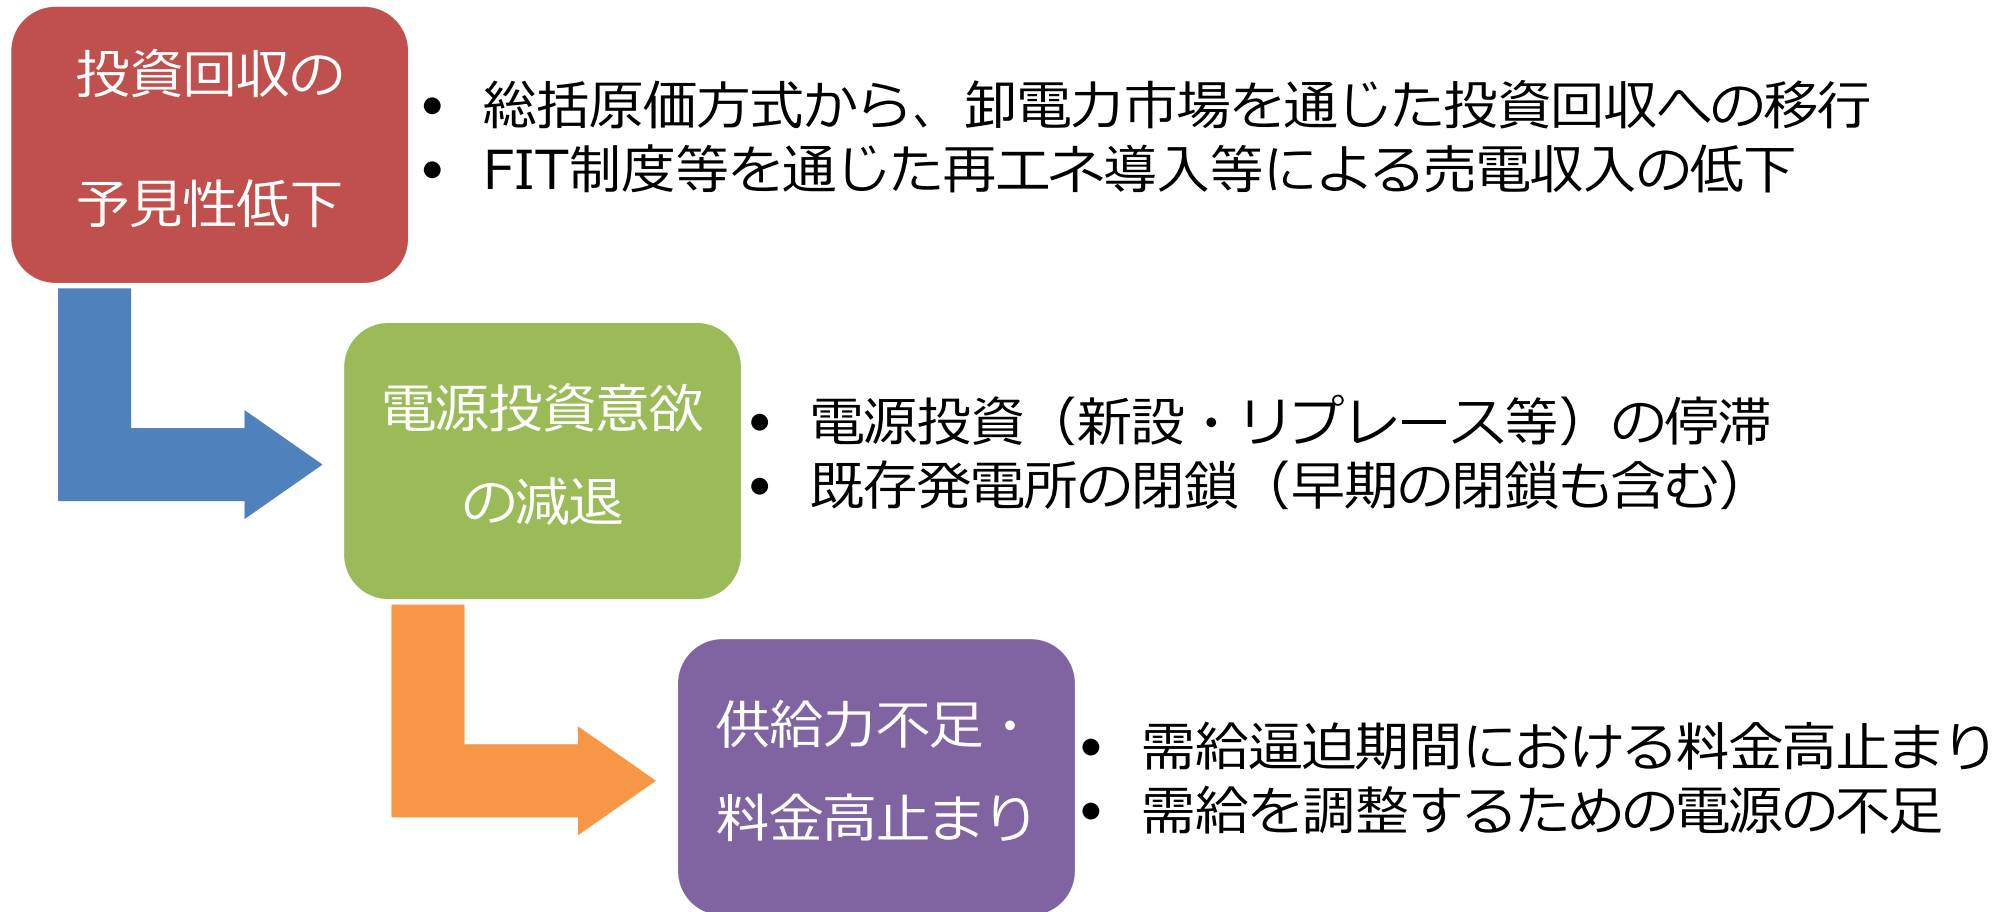 投資回収の
予見性低下
• 総括原価方式から、卸電力市場を通じた投資回収への移行
• FIT制度等を通じた再エネ導入等による売電収入の低下
電源投資意欲
の減退
• 電源投資（新設・リプレース等）の停滞
• 既存発電所の閉鎖（早期の閉鎖も含む）
供給力不足・
料金高止まり
• 需給逼迫期間における料金高止まり
• 需給を調整するための電源の不足